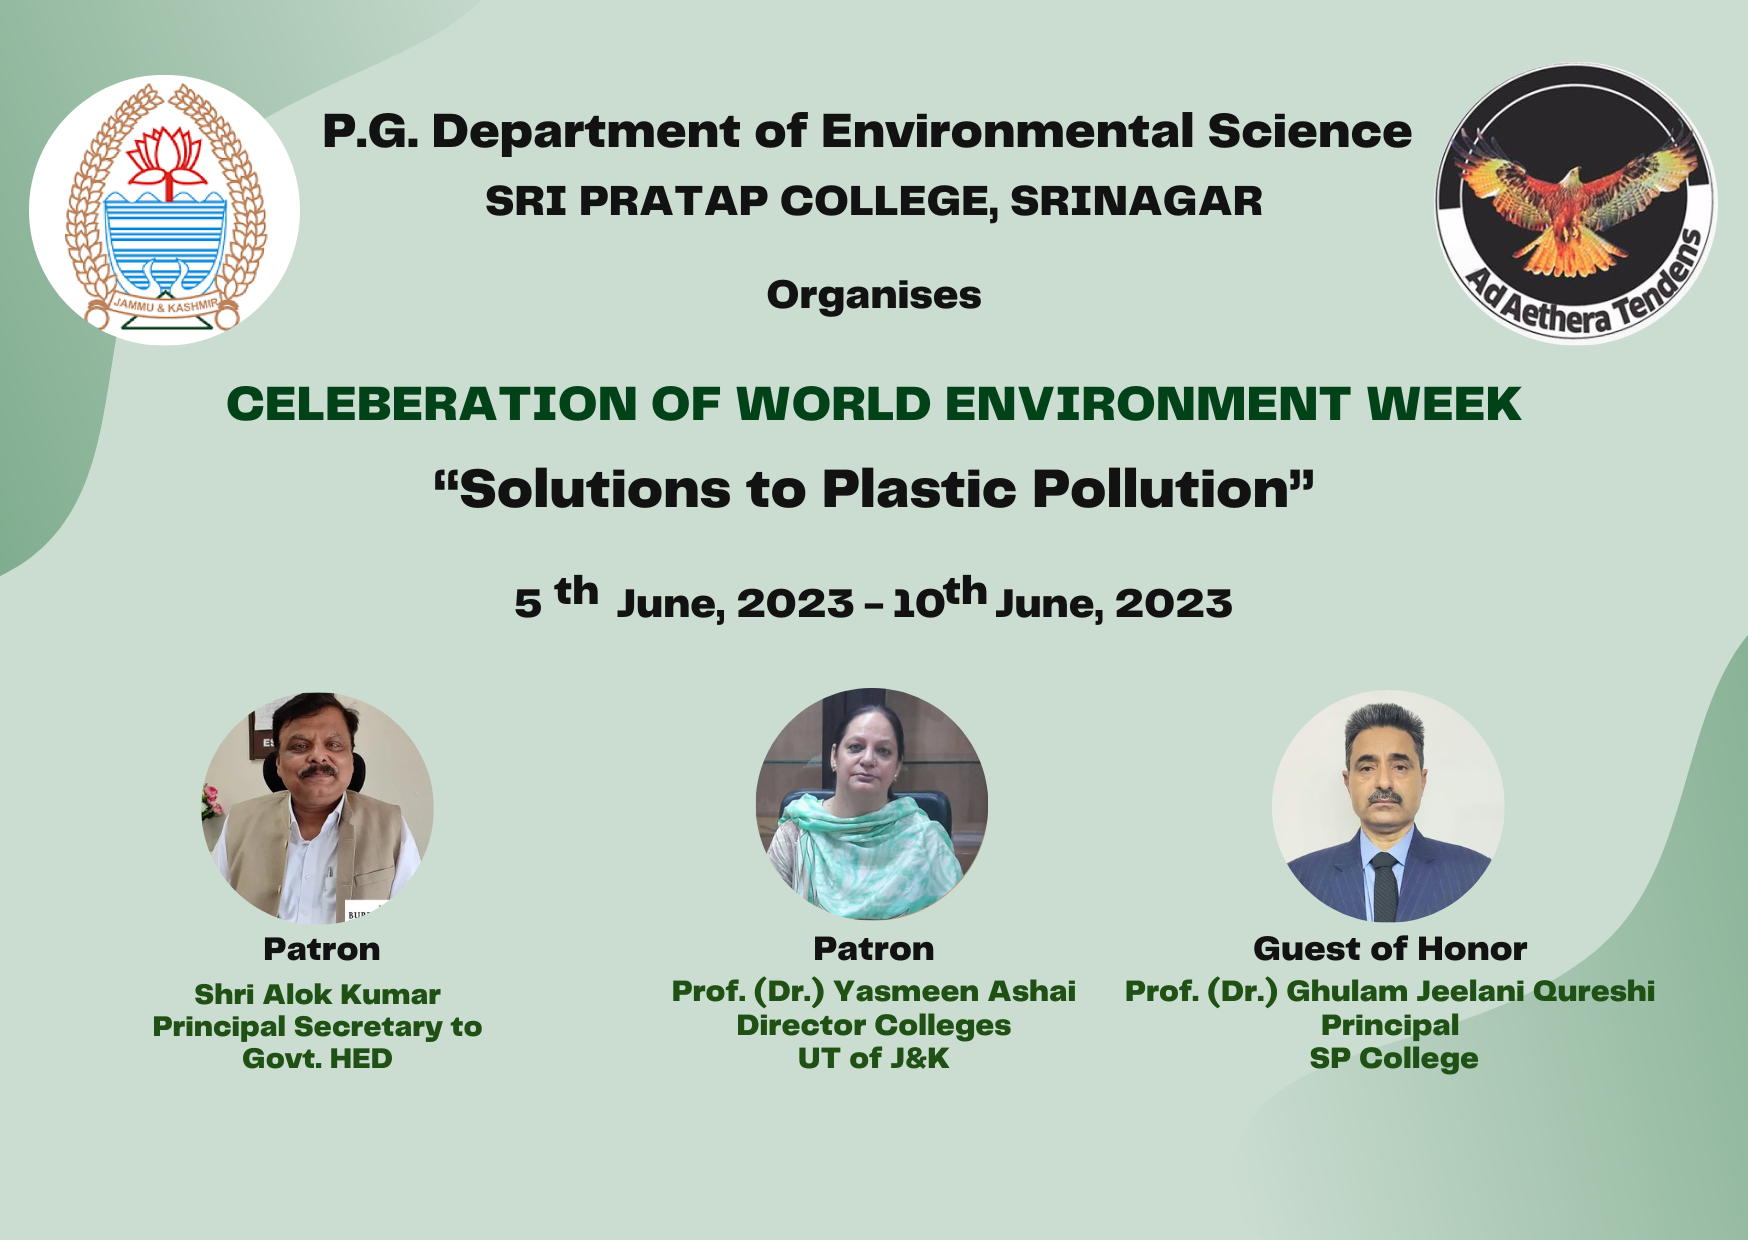 P.G. Department of Environmental Science
SRI PRATAP COLLEGE, SRINAGAR
Organises
CELEBERATION OF WORLD ENVIRONMENT WEEK
“Solutions to Plastic Pollution”
5 th June, 2023 - 10th June, 2023
JAMMU & KASHMIR
Ad Aethera Tendens
Patron
Shri Alok Kumar
Principal Secretary to
Govt. HED
Patron
Prof. (Dr.) Yasmeen Ashai
Director Colleges
UT of J&K
Guest of Honor
Prof. (Dr.) Ghulam Jeelani Qureshi
Principal
SP College